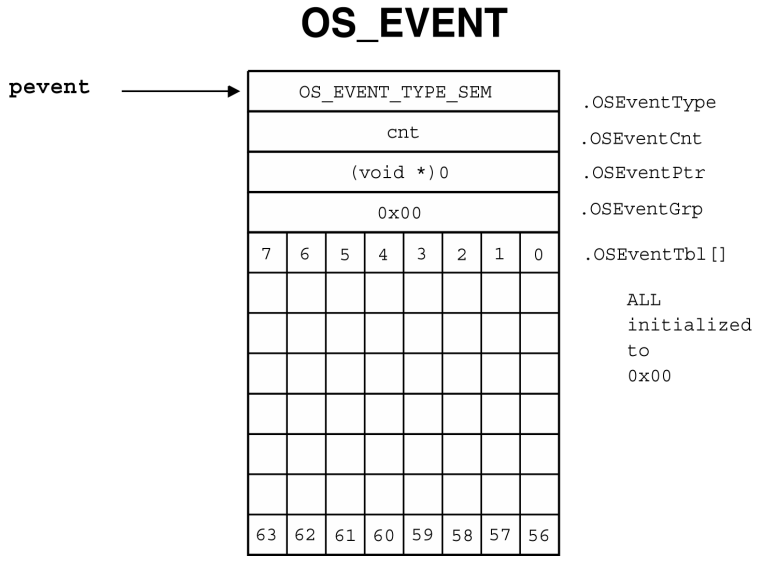 OS_EVENT
pevent
OS_EVENT_TYPE_SEM
.OSEventType
cnt
.OSEventCnt
(void *)0
.OSEventPtr
0x00
.OSEventGrp
7 6 5 4 3 2 1 0
.OSEventTbl[]
ALL
initialized
to
0x00
63 62 61 60 59 58 57 56